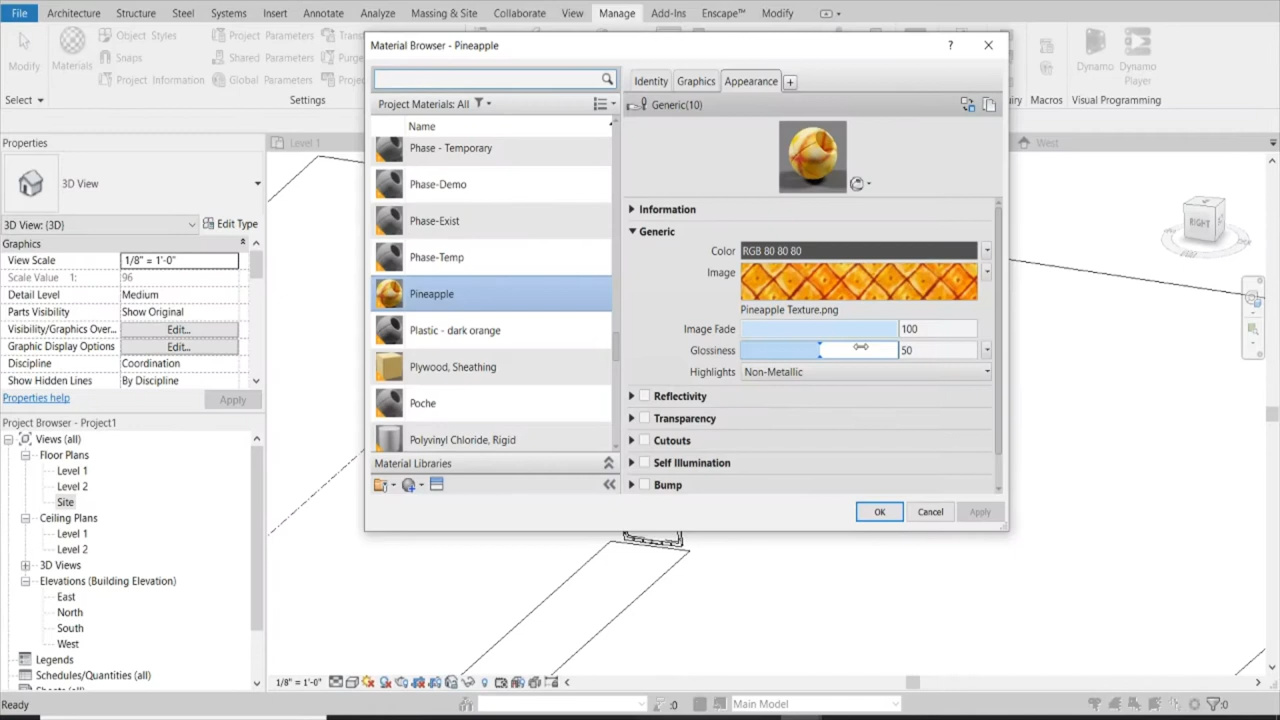 File Architecture Structure Steel Systems Insert Annotate Analyze Massing & Site Collaborate View Manage Add-Ins Enscape™ Modify
Modify
Materials
Object Styles
Snaps
Project Information
Project Parameters
Shared Parameters
Global Parameters
Select
Settings
Macros
Dynamo
Dynamo Player
Visual Programming
Material Browser - Pineapple
?
Project Materials: All
Name
Phase - Temporary
Phase-Demo
Phase-Exist
Phase-Temp
Pineapple
Plastic - dark orange
Plywood, Sheathing
Poche
Polyvinyl Chloride, Rigid
Material Libraries
Identity Graphics Appearance +
Generic(10)
Information
Generic
Color RGB 80 80 80
Image
Pineapple Texture.png
Image Fade 100
Glossiness 50
Highlights Non-Metallic
Reflectivity
Transparency
Cutouts
Self Illumination
Bump
OK Cancel Apply
Properties
3D View
3D View: {3D} Edit Type
Graphics
View Scale 1/8" = 1'-0"
Scale Value 1: 96
Detail Level Medium
Parts Visibility Show Original
Visibility/Graphics Over... Edit...
Graphic Display Options Edit...
Discipline Coordination
Show Hidden Lines By Discipline
Properties help Apply
Project Browser - Project1
Views (all)
Floor Plans
Level 1
Level 2
Site
Ceiling Plans
Level 1
Level 2
3D Views
Elevations (Building Elevation)
East
North
South
West
Legends
Schedules/Quantities (all)
Level 1
West
RIGHT
1/8" = 1'-0"
Ready
:0
Main Model
:0